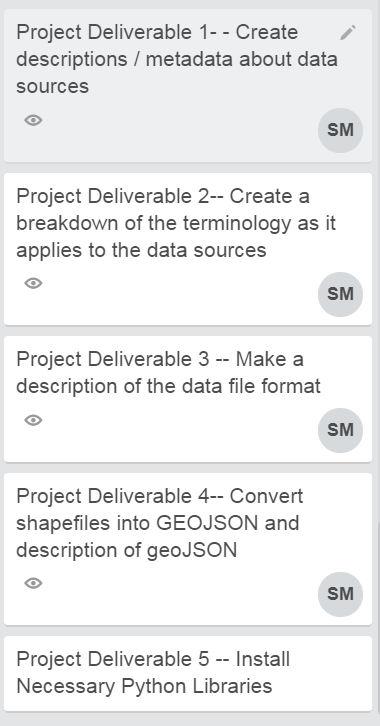 Project Deliverable 1- - Create
descriptions / metadata about data
sources
SM
Project Deliverable 2-- Create a
breakdown of the terminology as it
applies to the data sources
SM
Project Deliverable 3 -- Make a
description of the data file format
SM
Project Deliverable 4-- Convert
shapefiles into GEOJSON and
description of geoJSON
SM
Project Deliverable 5 -- Install
Necessary Python Libraries